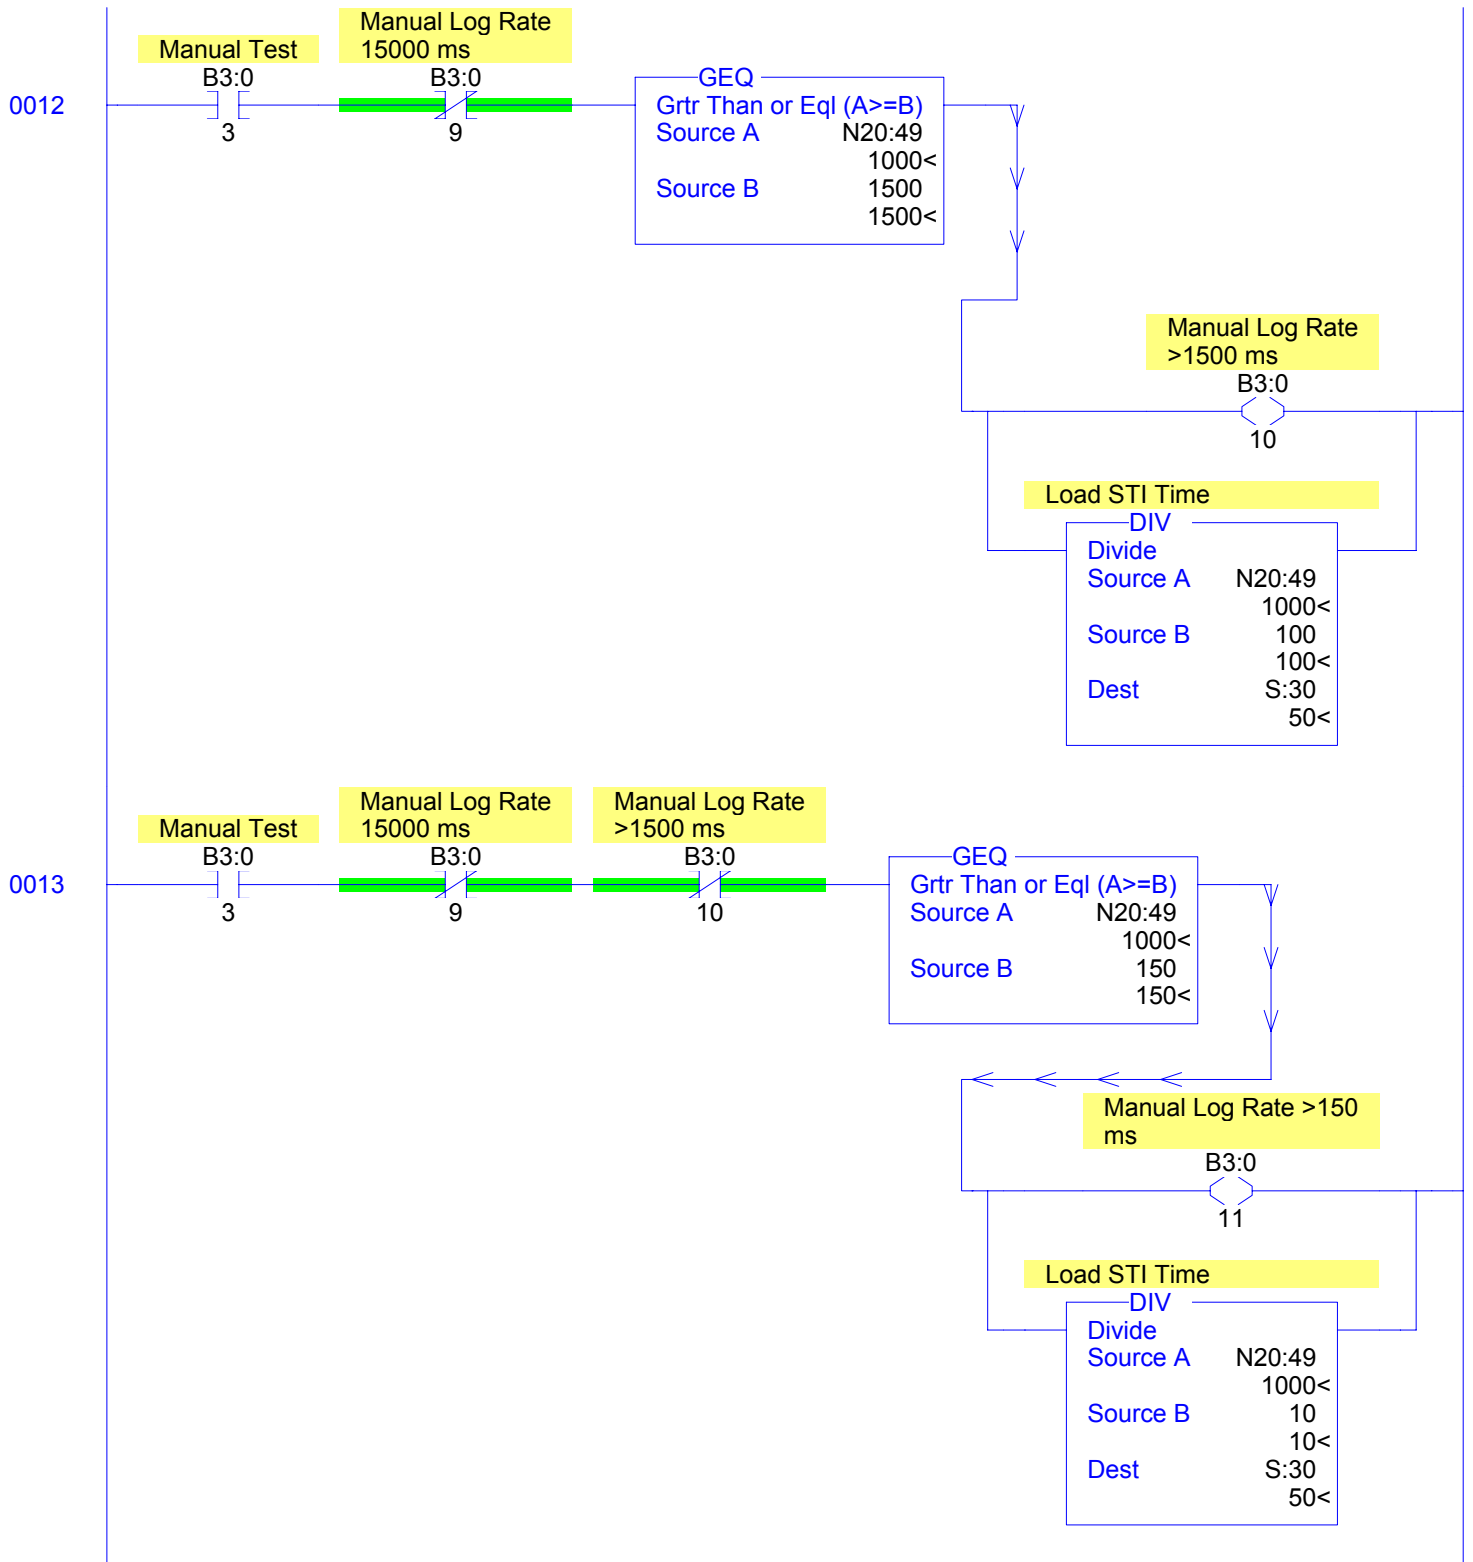 Manual Log Rate
Manual Test 15000 ms
B3:0 B3:0 GEQ
0012 Grtr Than or Eql (A>=B)
3 9 Source A N20:49
1000<
Source B 1500
1500<
Manual Log Rate
>1500 ms
B3:0
10
Load STI Time
DIV
Divide
Source A N20:49
1000<
Source B 100
100<
Dest S:30
50<
Manual Log Rate Manual Log Rate
Manual Test 15000 ms >1500 ms
B3:0 B3:0 B3:0 GEQ
0013 Grtr Than or Eql (A>=B)
3 9 10 Source A N20:49
1000<
Source B 150
150<
Manual Log Rate >150
ms
B3:0
11
Load STI Time
DIV
Divide
Source A N20:49
1000<
Source B 10
10<
Dest S:30
50<